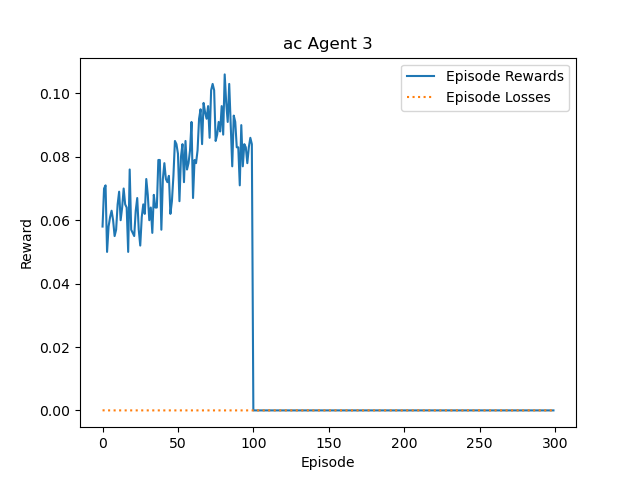 ac Agent 3
Episode Rewards
Episode Losses
Reward
0.10
0.08
0.06
0.04
0.02
0.00
0 50 100 150 200 250 300
Episode